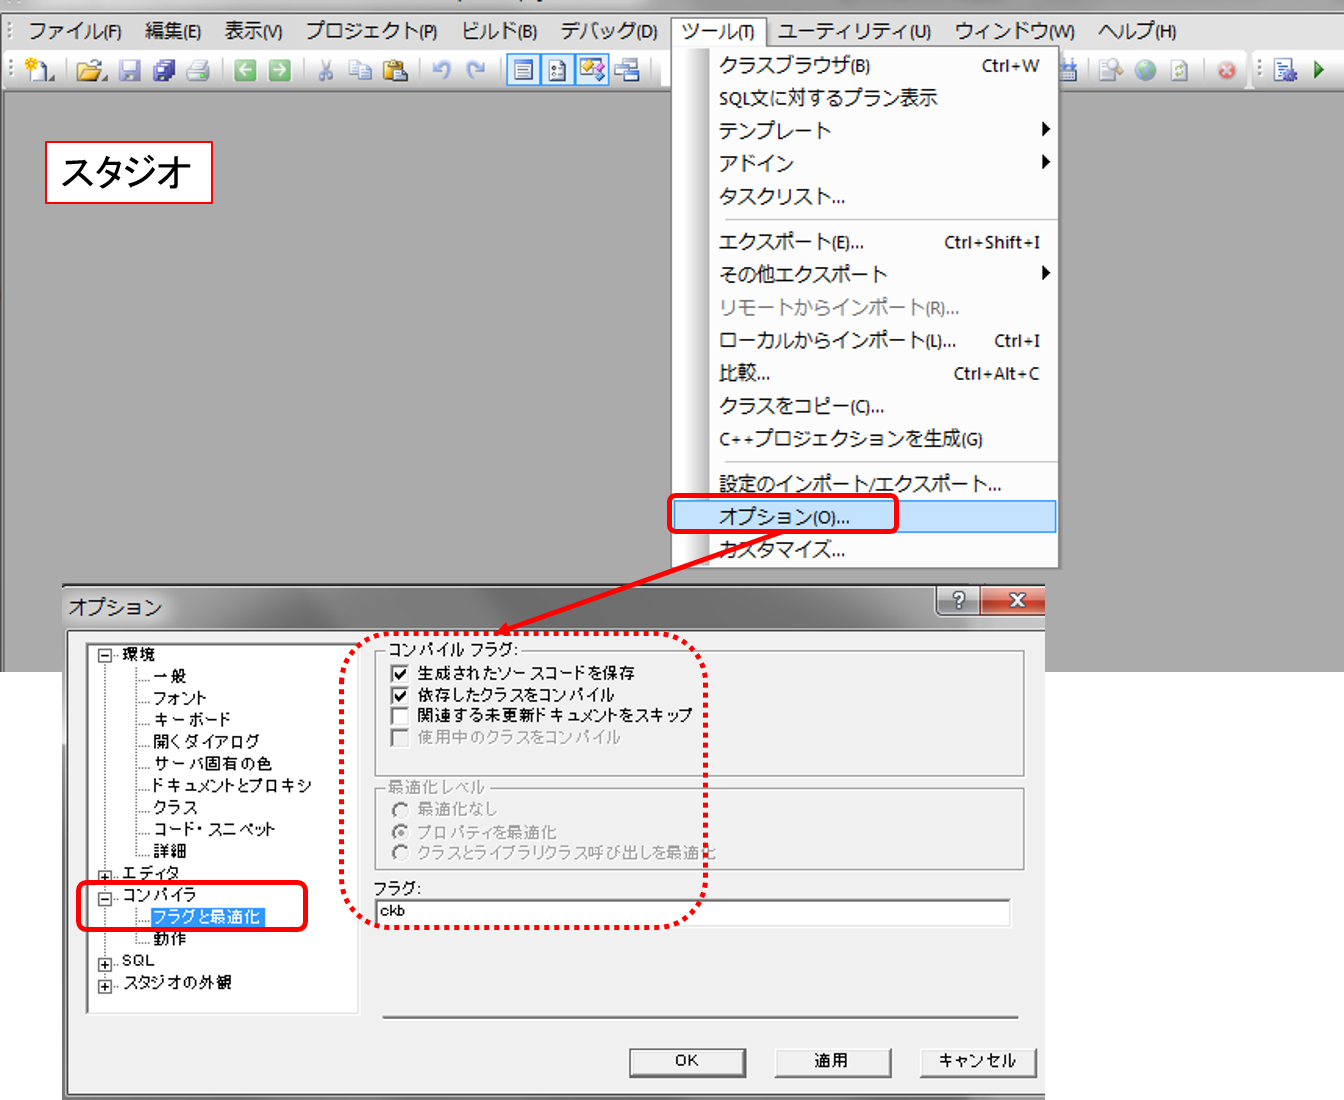 ファイル(F) 編集(E) 表示(V) プロジェクト(P) ビルド(B) デバッグ(D) ツール(T) ユーティリティ(U) ウィンドウ(W) ヘルプ(H)
スタジオ
クラスブラウザ(B) Ctrl+W
SQL文に対するプラン表示
テンプレート
アドイン
タスクリスト...
エクスポート(E)... Ctrl+Shift+I
その他エクスポート
リモートからインポート(R)...
ローカルからインポート(L)... Ctrl+I
比較... Ctrl+Alt+C
クラスをコピー(C)...
C++プロジェクションを生成(G)
設定のインポート/エクスポート...
オプション(O)...
カスタマイズ...
オプション
環境
一般
フォント
キーボード
開くダイアログ
サーバ固有の色
ドキュメントとプロキシ
クラス
コード・スニペット
詳細
エディタ
コンパイラ
フラグと最適化
動作
SQL
スタジオの外観
コンパイル フラグ:
生成されたソースコードを保存
依存したクラスをコンパイル
関連する未更新ドキュメントをスキップ
使用中のクラスをコンパイル
最適化レベル
最適化なし
プロパティを最適化
クラスとライブラリクラス呼び出しを最適化
フラグ:
ckb
OK 適用 キャンセル